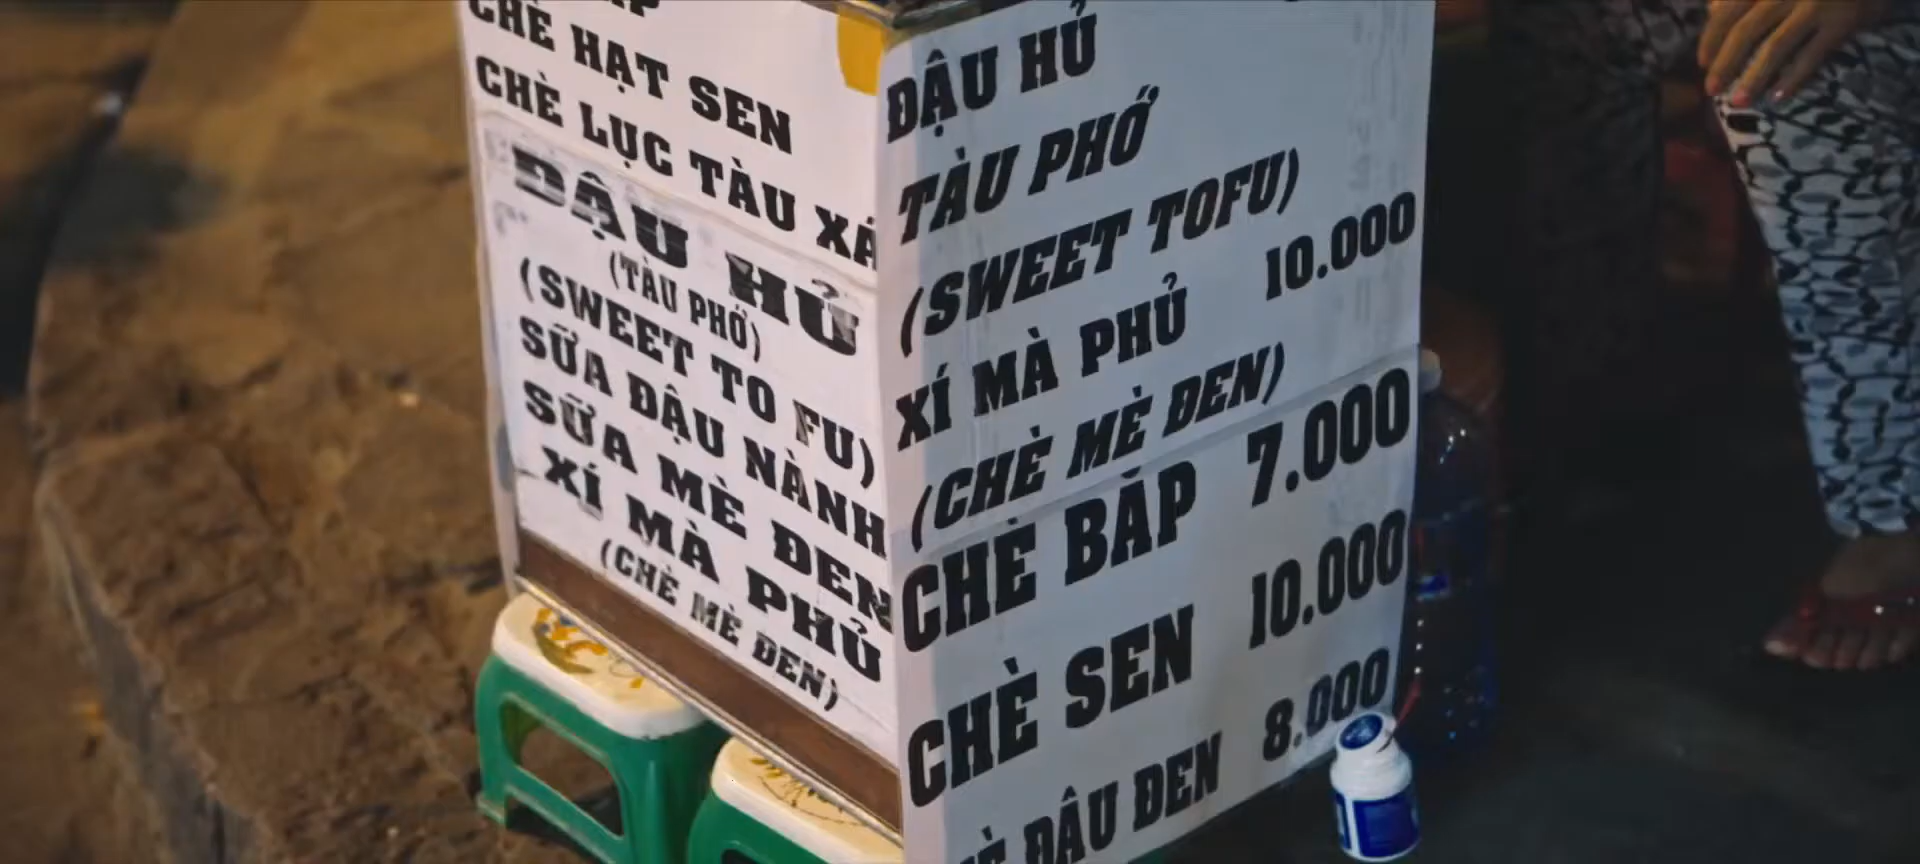 CHÈ HẠT SEN
CHÈ LỤC TÀU XÁ
ĐẬU HỦ
(TÀU PHỚ)
(SWEET TO FU)
SỮA ĐẬU NÀNH
SỮA MÈ ĐEN
XÍ MÀ PHỦ
(CHÈ MÈ ĐEN)
ĐẬU HỦ
TÀU PHỚ
(SWEET TOFU)
XÍ MÀ PHỦ 10.000
(CHÈ MÈ ĐEN)
CHÈ BẮP 7.000
CHÈ SEN 10.000
ĐẬU ĐEN 8.000